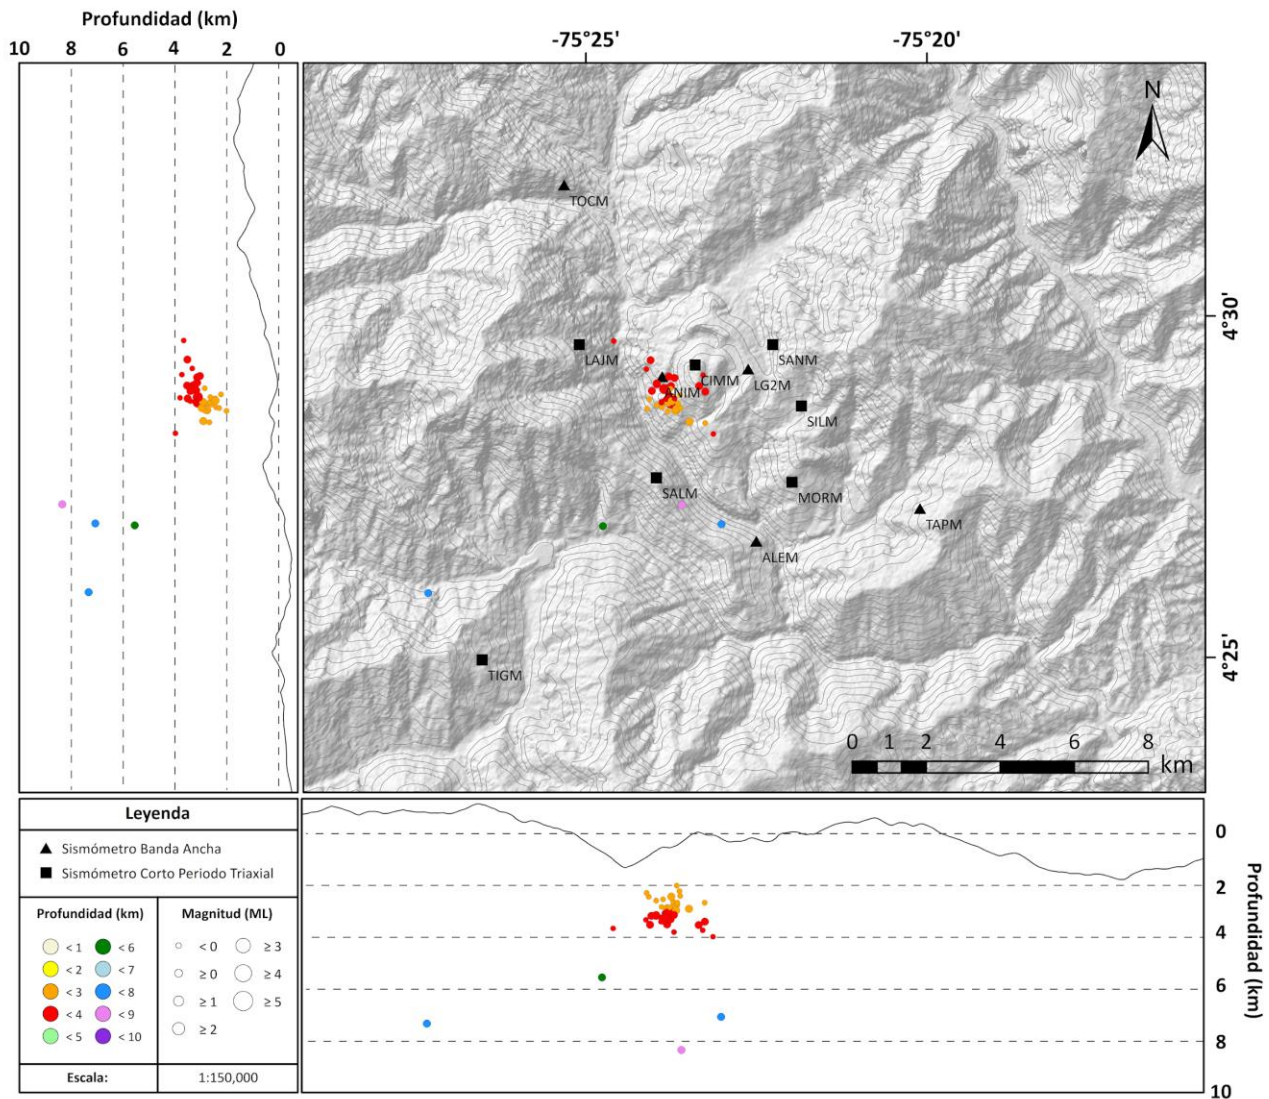 Profundidad (km)
10 8 6 4 2 0
-75°25' -75°20'
N
TOCM
4°30'
LAJM
SANM
CIMM
LG2M
ANIM
SILM
SALM
MORM
TAPM
ALEM
4°25'
TIGM
0 1 2 4 6 8 km
Leyenda
Sismómetro Banda Ancha
Sismómetro Corto Periodo Triaxial
Profundidad (km) Magnitud (ML)
< 1 < 6 < 0 ≥ 3
< 2 < 7 ≥ 0 ≥ 4
< 3 < 8 ≥ 1 ≥ 5
< 4 < 9 ≥ 2
< 5 < 10
Escala: 1:150,000
0
2
4
6
8
10
Profundidad (km)